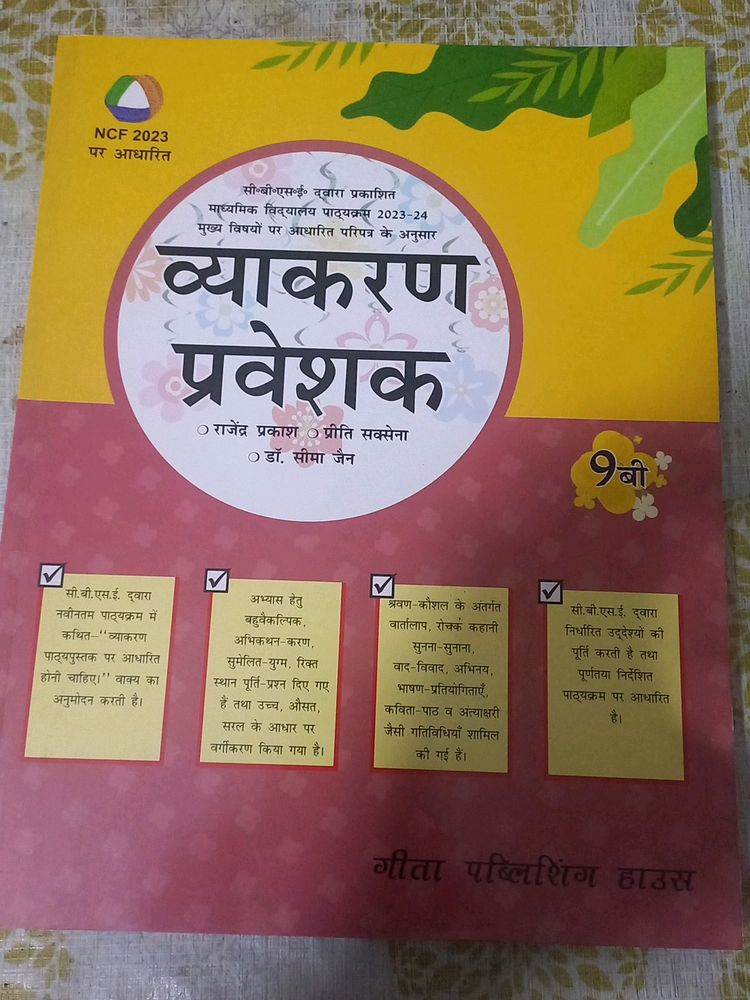 NCF 2023
पर आधारित
सी॰बी॰एस॰ई॰ द्वारा प्रकाशित
माध्यमिक विद्यालय पाठ्यक्रम 2023-24
मुख्य विषयों पर आधारित परिपत्र के अनुसार
व्याकरण
प्रवेशक
राजेंद्र प्रकाश प्रीति सक्सेना
डॉ. सीमा जैन
9बी
सी.बी.एस.ई. द्वारा
नवीनतम पाठ्यक्रम में
कथित–“व्याकरण
पाठ्यपुस्तक पर आधारित
होनी चाहिए।” वाक्य का
अनुमोदन करती है।
अभ्यास हेतु
बहुवैकल्पिक,
अभिकथन-करण,
सुमेलित-युग्म, रिक्त
स्थान पूर्ति-प्रश्न दिए गए
हैं तथा उच्च, औसत,
सरल के आधार पर
वर्गीकरण किया गया है।
श्रवण-कौशल के अंतर्गत
वार्तालाप, रोचक कहानी
सुनना-सुनाना,
वाद-विवाद, अभिनय,
भाषण-प्रतियोगिताएँ,
कविता-पाठ व अंत्याक्षरी
जैसी गतिविधियाँ शामिल
की गई हैं।
सी.बी.एस.ई. द्वारा
निर्धारित उद्देश्यों की
पूर्ति करती है तथा
पूर्णतया निर्देशित
पाठ्यक्रम पर आधारित
है।
गीता पब्लिशिंग हाउस